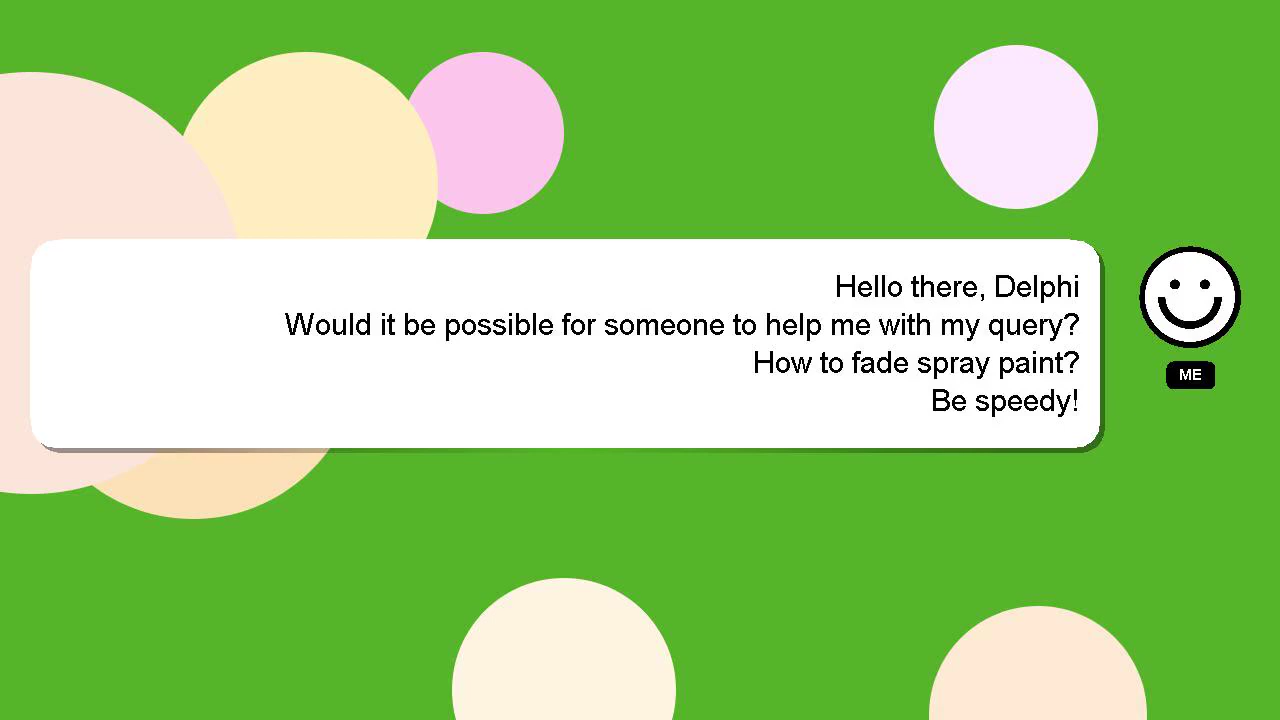 Hello there, Delphi
Would it be possible for someone to help me with my query?
How to fade spray paint?
Be speedy!
ME